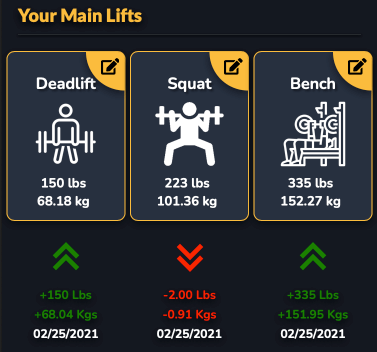 Your Main Lifts
Deadlift
150 lbs
68.18 kg
+150 Lbs
+68.04 Kgs
02/25/2021
Squat
223 lbs
101.36 kg
-2.00 Lbs
-0.91 Kgs
02/25/2021
Bench
335 lbs
152.27 kg
+335 Lbs
+151.95 Kgs
02/25/2021